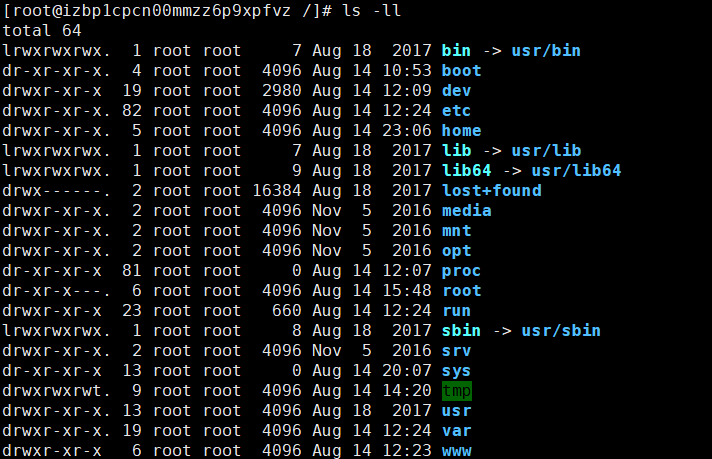 [root@izbp1cpcn00mmzz6p9xpfvz /]# ls -ll
total 64
lrwxrwxrwx.  1 root root     7 Aug 18  2017 bin -> usr/bin
dr-xr-xr-x.  4 root root  4096 Aug 14 10:53 boot
drwxr-xr-x  19 root root  2980 Aug 14 12:09 dev
drwxr-xr-x. 82 root root  4096 Aug 14 12:24 etc
drwxr-xr-x.  5 root root  4096 Aug 14 23:06 home
lrwxrwxrwx.  1 root root     7 Aug 18  2017 lib -> usr/lib
lrwxrwxrwx.  1 root root     9 Aug 18  2017 lib64 -> usr/lib64
drwx------.  2 root root 16384 Aug 18  2017 lost+found
drwxr-xr-x.  2 root root  4096 Nov  5  2016 media
drwxr-xr-x.  2 root root  4096 Nov  5  2016 mnt
drwxr-xr-x.  2 root root  4096 Nov  5  2016 opt
dr-xr-xr-x  81 root root     0 Aug 14 12:07 proc
dr-xr-x---.  6 root root  4096 Aug 14 15:48 root
drwxr-xr-x  23 root root   660 Aug 14 12:24 run
lrwxrwxrwx.  1 root root     8 Aug 18  2017 sbin -> usr/sbin
drwxr-xr-x.  2 root root  4096 Nov  5  2016 srv
dr-xr-xr-x  13 root root     0 Aug 14 20:07 sys
drwxrwxrwt.  9 root root  4096 Aug 14 14:20 tmp
drwxr-xr-x. 13 root root  4096 Aug 18  2017 usr
drwxr-xr-x. 19 root root  4096 Aug 14 12:24 var
drwxr-xr-x   6 root root  4096 Aug 14 12:23 www